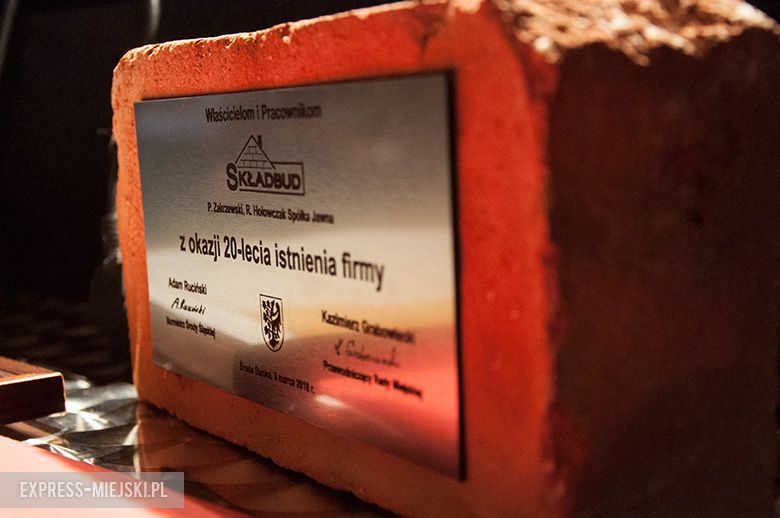 Właścicielom i Pracownikom
SKŁADBUD
P. Zakrzewski, R. Hołowczak Spółka Jawna
z okazji 20-lecia istnienia firmy
Adam Ruciński
Burmistrz Środy Śląskiej
Kazimierz Grabowiecki
Przewodniczący Rady Miejskiej
Środa Śląska, 9 marca 2016 r.
EXPRESS-MIEJSKI.PL